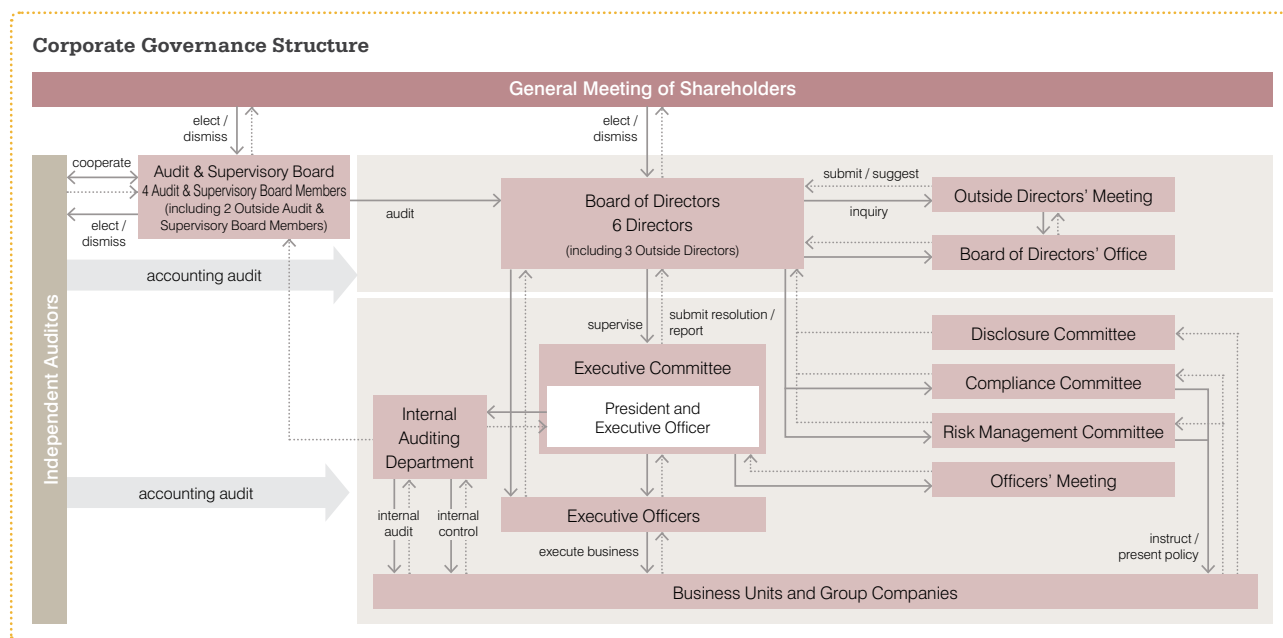 Corporate Governance Structure
General Meeting of Shareholders
elect /
dismiss
elect /
dismiss
Independent Auditors
cooperate
elect /
dismiss
Audit & Supervisory Board
4 Audit & Supervisory Board Members
(including 2 Outside Audit &
Supervisory Board Members)
audit
Board of Directors
6 Directors
(including 3 Outside Directors)
submit / suggest
inquiry
Outside Directors’ Meeting
Board of Directors’ Office
accounting audit
supervise
submit resolution /
report
Executive Committee
President and
Executive Officer
Disclosure Committee
Compliance Committee
Risk Management Committee
Officers’ Meeting
Internal
Auditing
Department
accounting audit
internal
audit
internal
control
Executive Officers
execute business
instruct /
present policy
Business Units and Group Companies